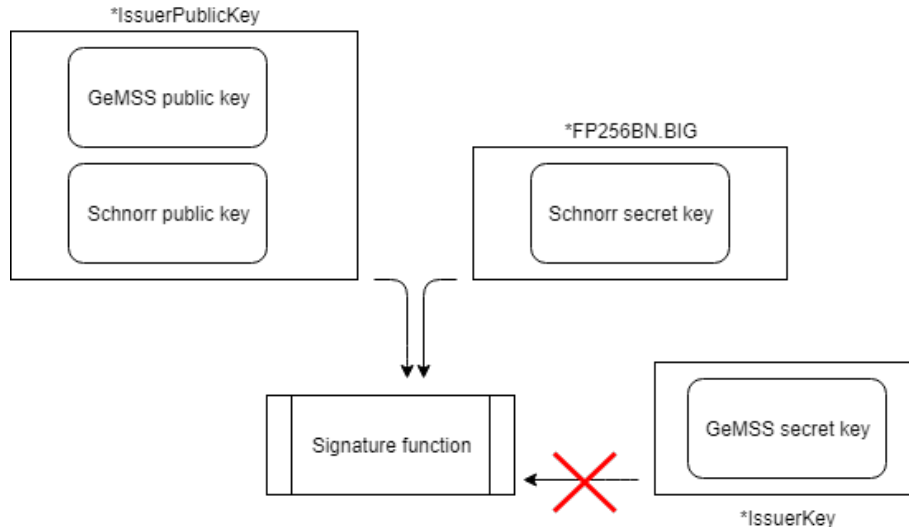 *IssuerPublicKey
GeMSS public key
Schnorr public key
*FP256BN.BIG
Schnorr secret key
Signature function
GeMSS secret key
*IssuerKey